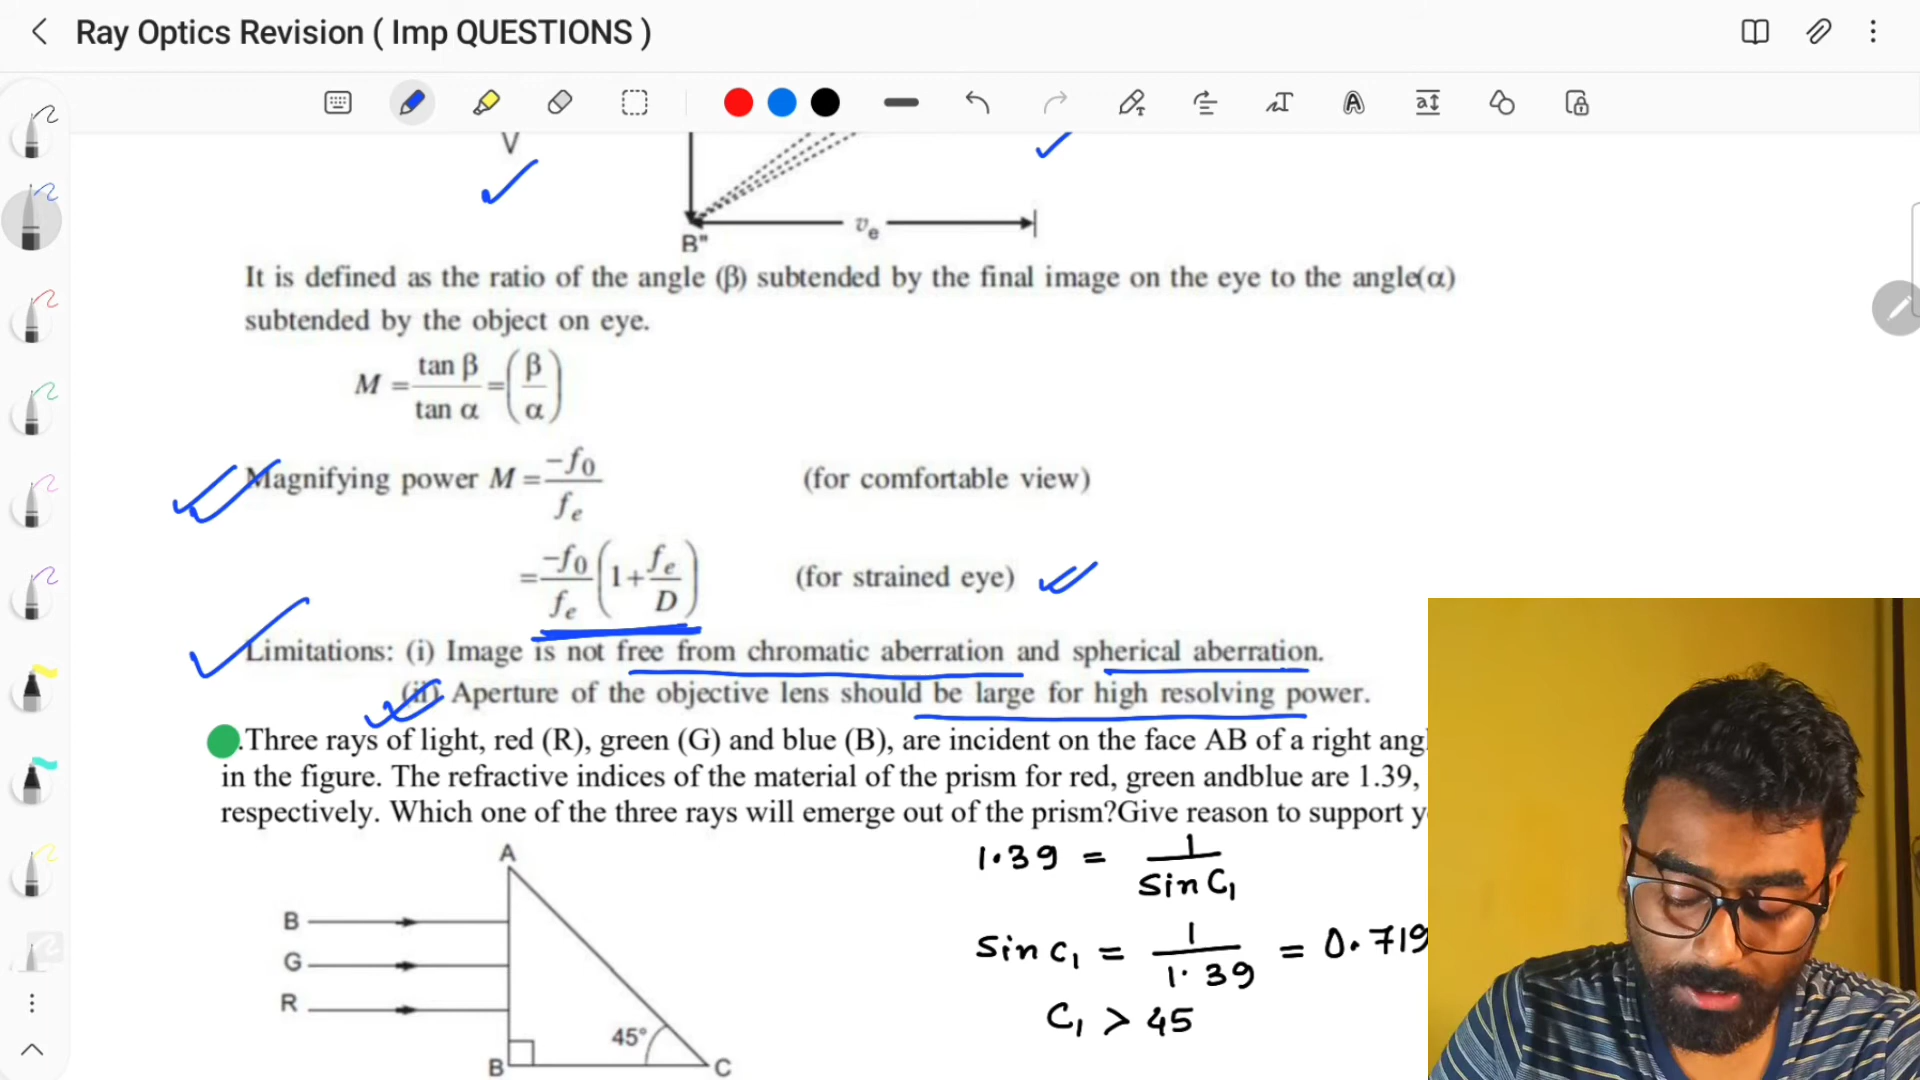 Ray Optics Revision ( Imp QUESTIONS )
V
v e
B"
It is defined as the ratio of the angle (β) subtended by the final image on the eye to the angle(α)
subtended by the object on eye.
M = tan β / tan α = (β / α)
Magnifying power M = -f0 / fe (for comfortable view)
= -f0 / fe (1 + fe / D) (for strained eye)
Limitations: (i) Image is not free from chromatic aberration and spherical aberration.
(ii) Aperture of the objective lens should be large for high resolving power.
.Three rays of light, red (R), green (G) and blue (B), are incident on the face AB of a right ang
in the figure. The refractive indices of the material of the prism for red, green andblue are 1.39,
respectively. Which one of the three rays will emerge out of the prism?Give reason to support y
A
B
G
R
45°
B
C
1.39 = 1 / sin C1
sin C1 = 1 / 1.39 = 0.719
C1 > 45